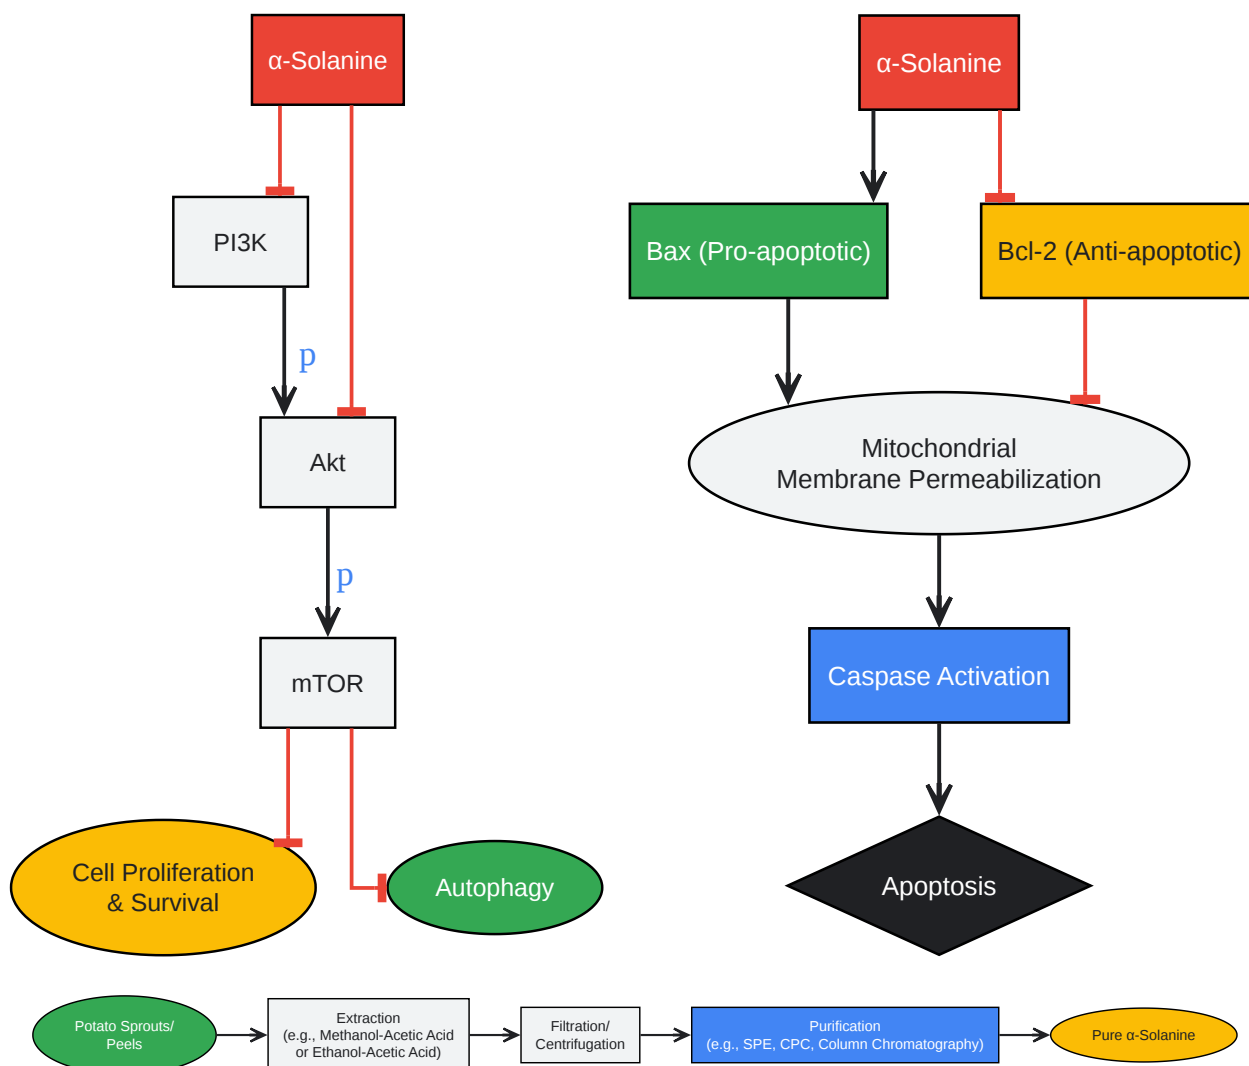 α-Solanine
PI3K
p
Akt
p
mTOR
Cell Proliferation
& Survival
Autophagy
α-Solanine
Bax (Pro-apoptotic)
Bcl-2 (Anti-apoptotic)
Mitochondrial
Membrane Permeabilization
Caspase Activation
Apoptosis
Potato Sprouts/
Peels
Extraction
(e.g., Methanol-Acetic Acid
or Ethanol-Acetic Acid)
Filtration/
Centrifugation
Purification
(e.g., SPE, CPC, Column Chromatography)
Pure α-Solanine